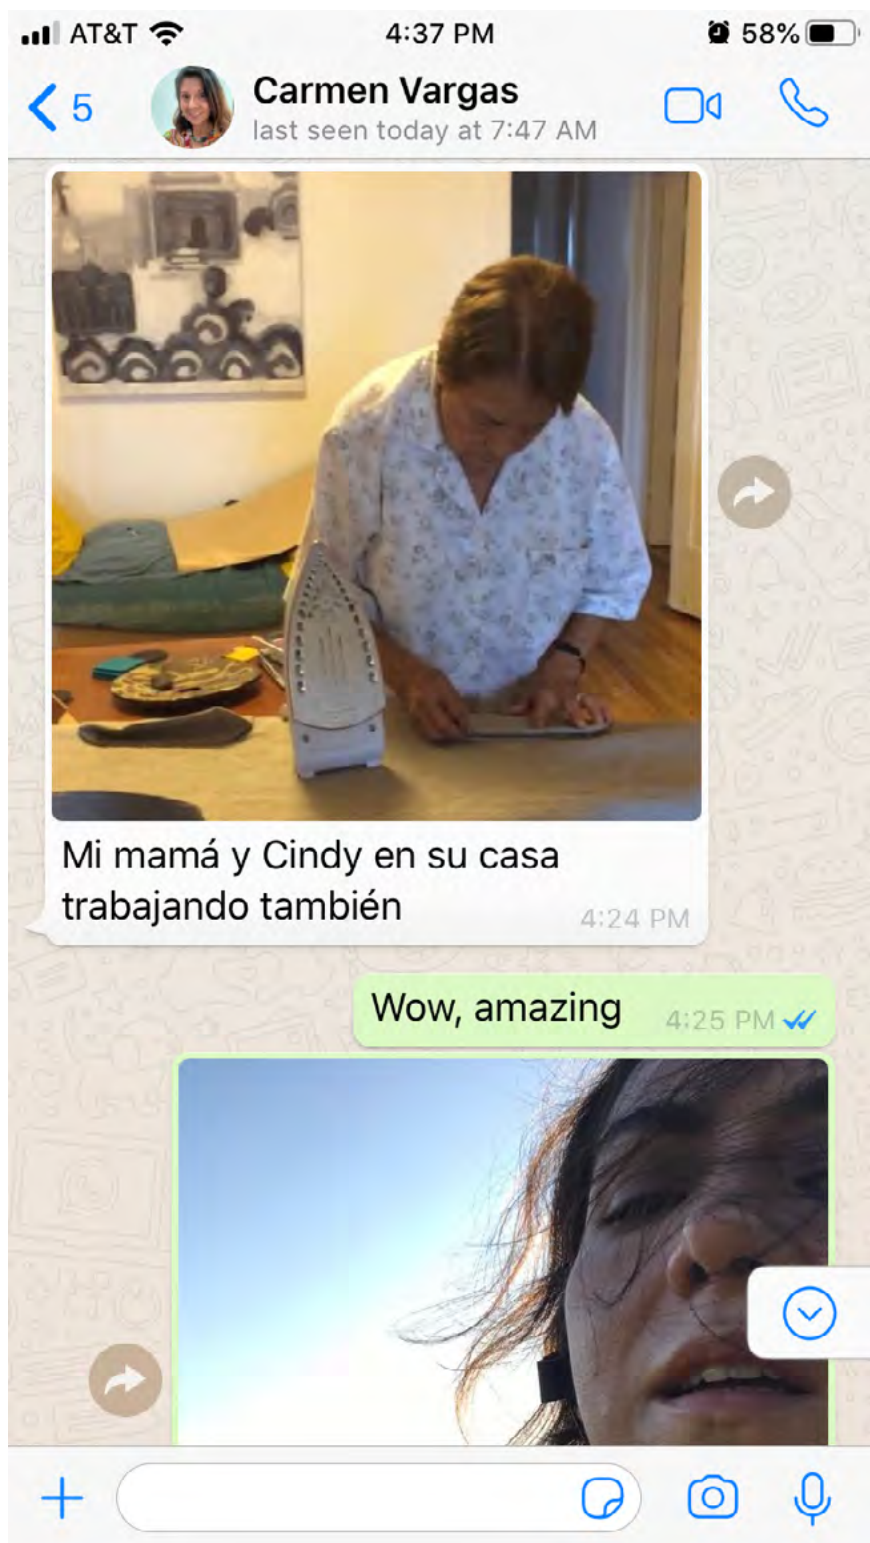 AT&T 4:37 PM 58%
5 Carmen Vargas
last seen today at 7:47 AM
Mi mamá y Cindy en su casa
trabajando también 4:24 PM
Wow, amazing 4:25 PM